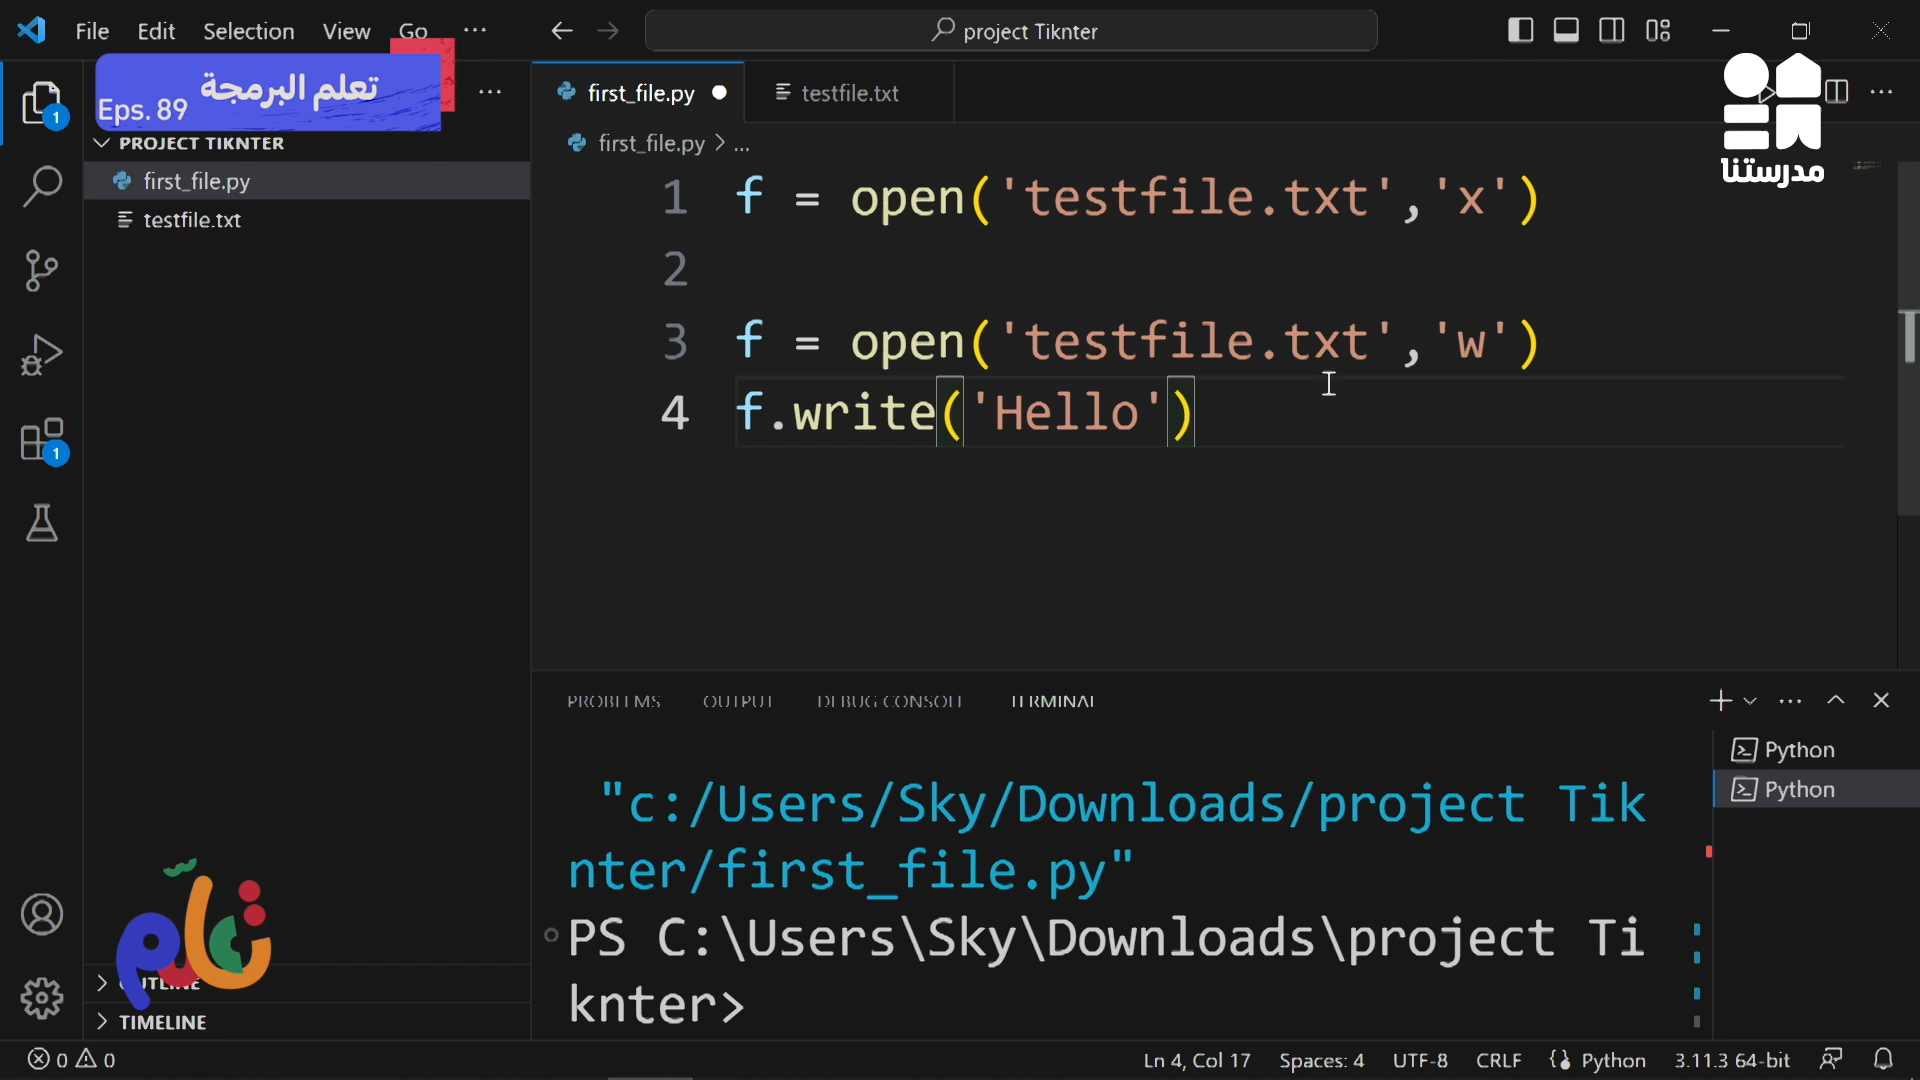 File Edit Selection View Go ...
project Tiknter
تعلم البرمجة
Eps. 89
1
PROJECT TIKNTER
first_file.py
testfile.txt
first_file.py
testfile.txt
first_file.py > ...
مدرستنا
1 f = open('testfile.txt','x')
2
3 f = open('testfile.txt','w')
4 f.write('Hello')
1
PROBLEMS OUTPUT DEBUG CONSOLE TERMINAL
Python
Python
"c:/Users/Sky/Downloads/project Tik
nter/first_file.py"
PS C:\Users\Sky\Downloads\project Ti
knter>
OUTLINE
TIMELINE
0 0
Ln 4, Col 17 Spaces: 4 UTF-8 CRLF Python 3.11.3 64-bit